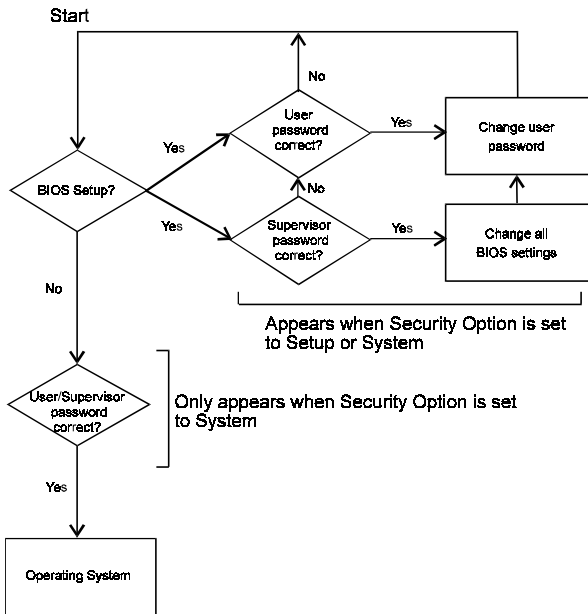 Start
No
User
password
correct?
Yes
Change user
password
Yes
BIOS Setup?
No
Yes
Supervisor
password
correct?
Yes
Change all
BIOS settings
No
Appears when Security Option is set
to Setup or System
User/Supervisor
password
correct?
Only appears when Security Option is set
to System
Yes
Operating System